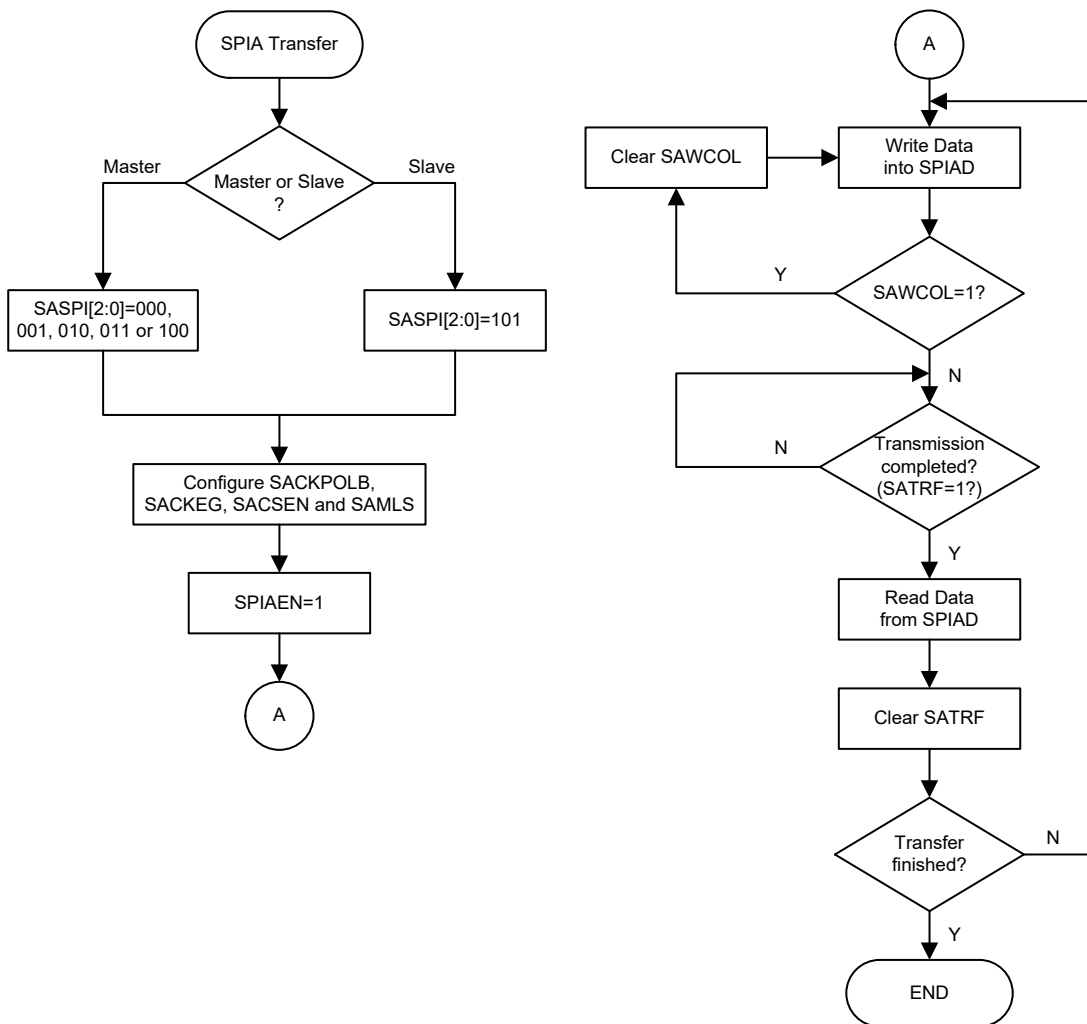 SPIA Transfer
Master
Master or Slave
?
Slave
SASPI[2:0]=000,
001, 010, 011 or 100
SASPI[2:0]=101
Configure SACKPOLB,
SACKEG, SACSEN and SAMLS
SPIAEN=1
A
A
Clear SAWCOL
Write Data
into SPIAD
Y
SAWCOL=1?
N
N
Transmission
completed?
(SATRF=1?)
Y
Read Data
from SPIAD
Clear SATRF
Transfer
finished?
N
Y
END